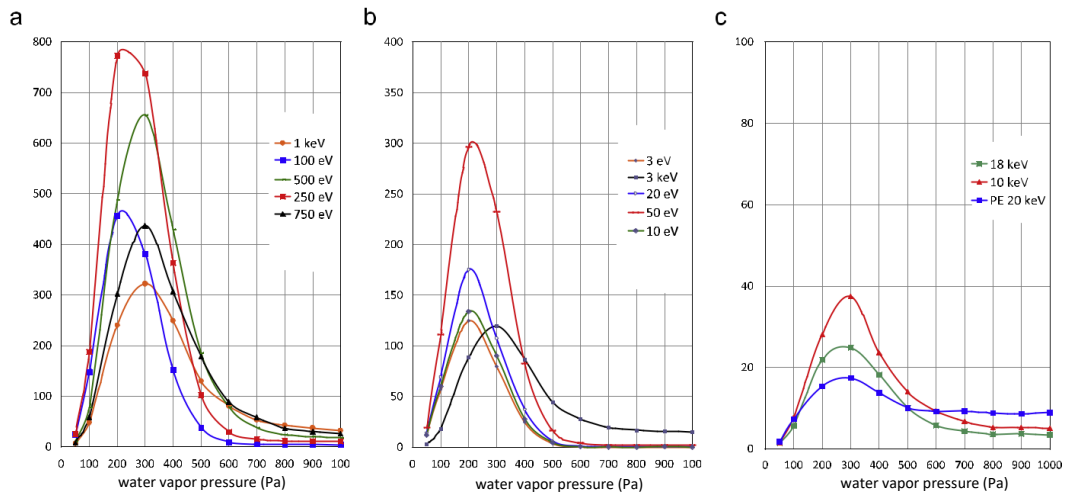 a
800
700
600
500
400
300
200
100
0
0 100 200 300 400 500 600 700 800 900 100
water vapor pressure (Pa)
1 keV
100 eV
500 eV
250 eV
750 eV
b
400
350
300
250
200
150
100
50
0
0 100 200 300 400 500 600 700 800 900 100
water vapor pressure (Pa)
3 eV
3 keV
20 eV
50 eV
10 eV
c
100
80
60
40
20
0
0 100 200 300 400 500 600 700 800 900 1000
water vapor pressure (Pa)
18 keV
10 keV
PE 20 keV